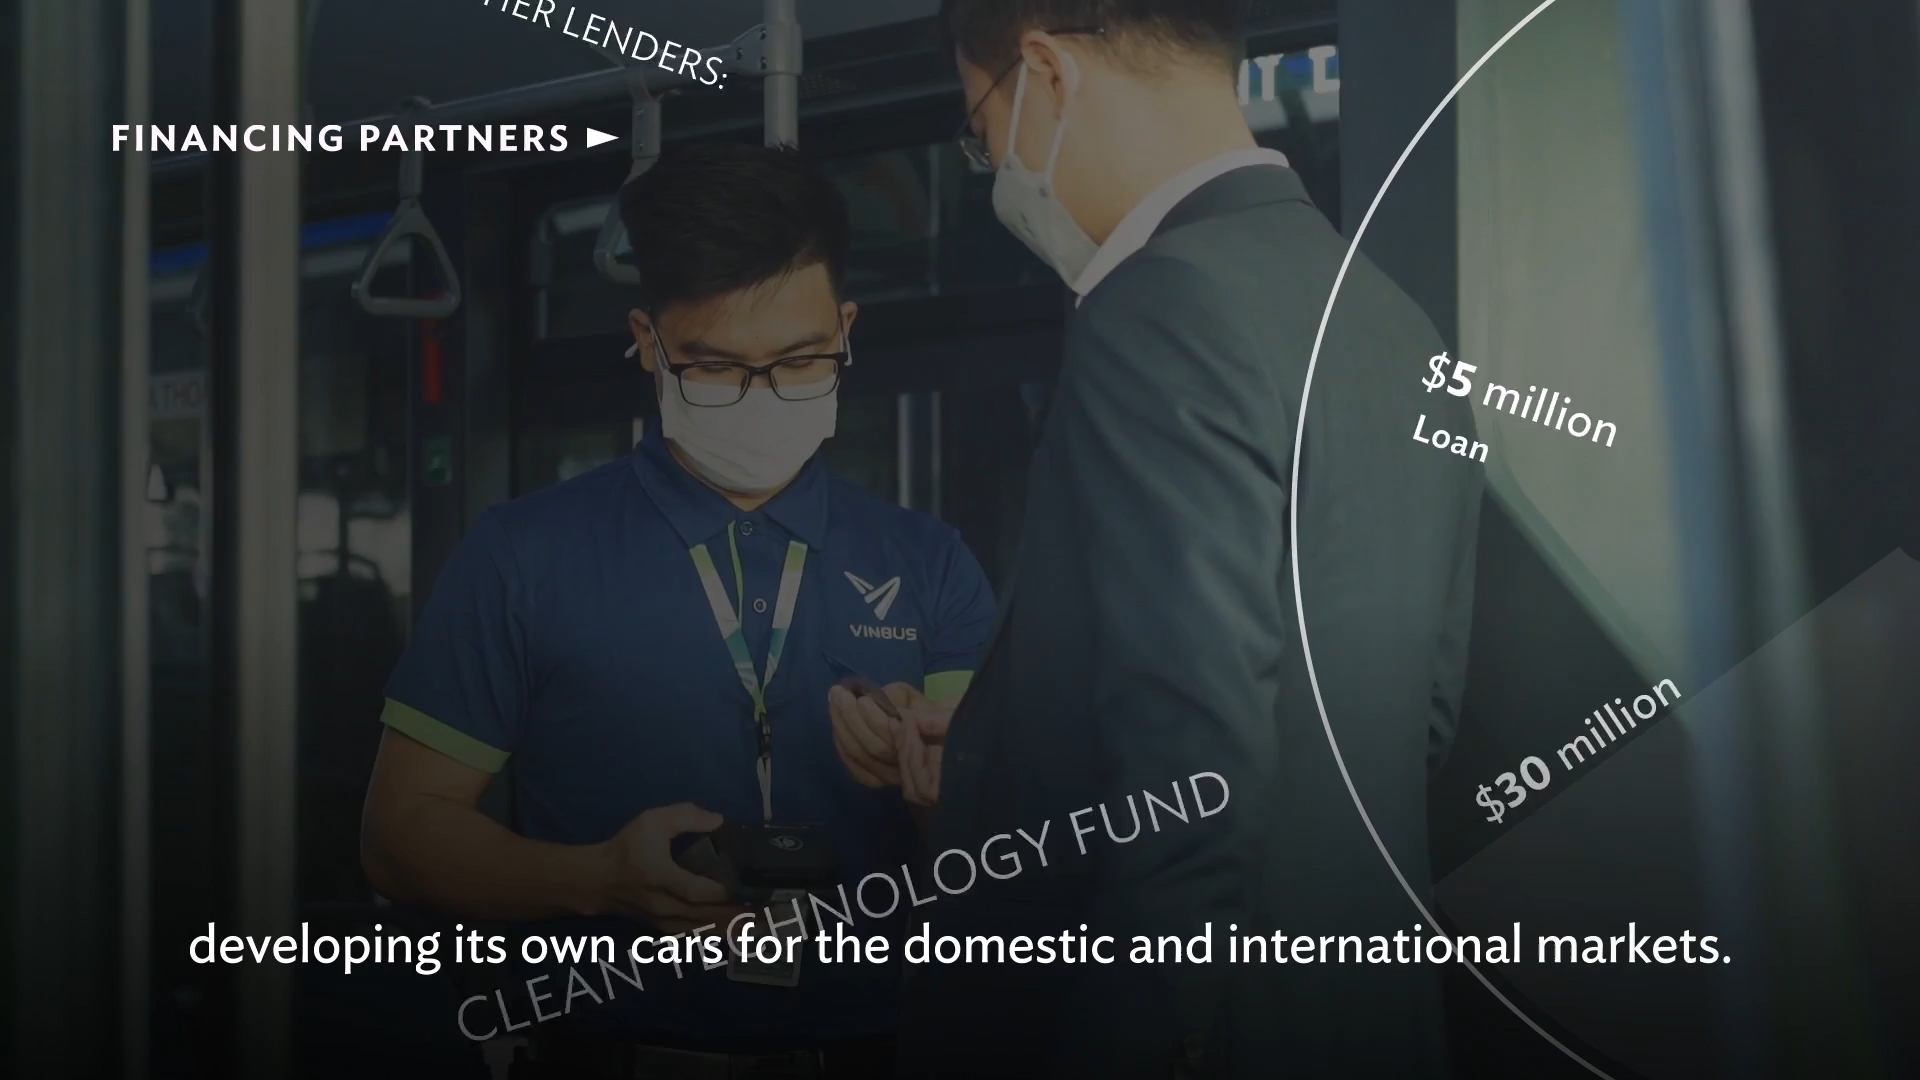 HER LENDERS:
FINANCING PARTNERS
$5 million
Loan
VINBUS
$30 million
CLEAN TECHNOLOGY FUND
developing its own cars for the domestic and international markets.